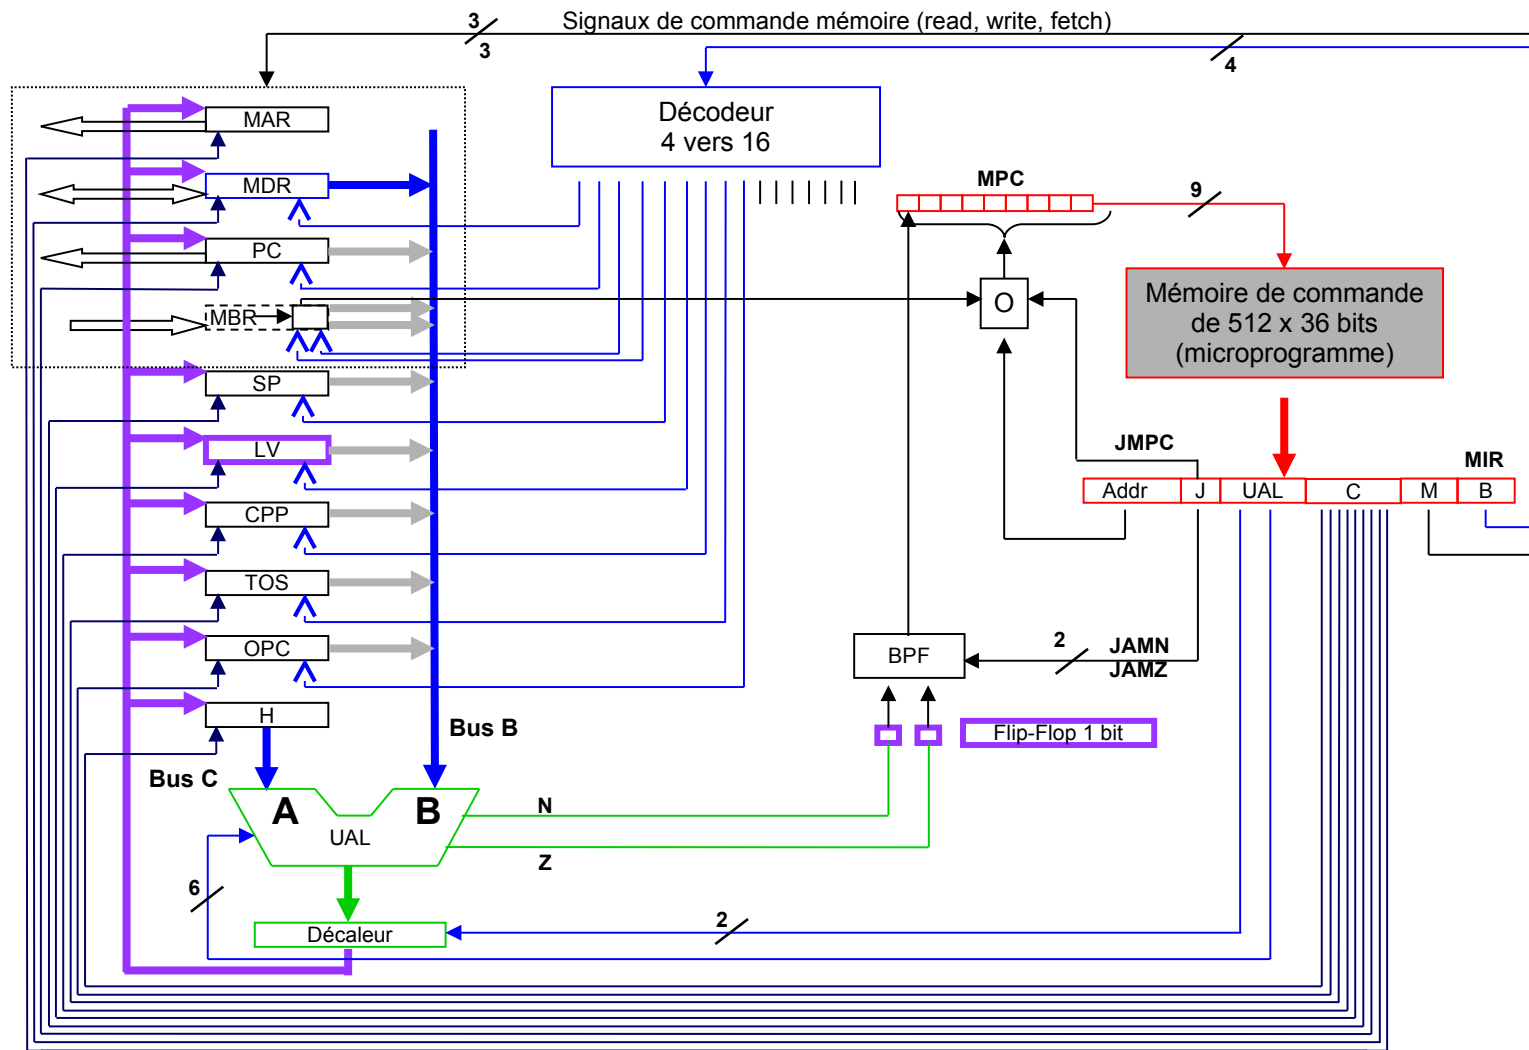 3
Signaux de commande mémoire (read, write, fetch)
3
4
Décodeur
4 vers 16
MAR
MDR
PC
MBR
SP
LV
CPP
TOS
OPC
H
MPC
9
O
Mémoire de commande
de 512 x 36 bits
(microprogramme)
JMPC
MIR
Addr
J
UAL
C
M
B
BPF
2
JAMN
JAMZ
Flip-Flop 1 bit
Bus B
Bus C
A
B
UAL
N
Z
6
2
Décaleur